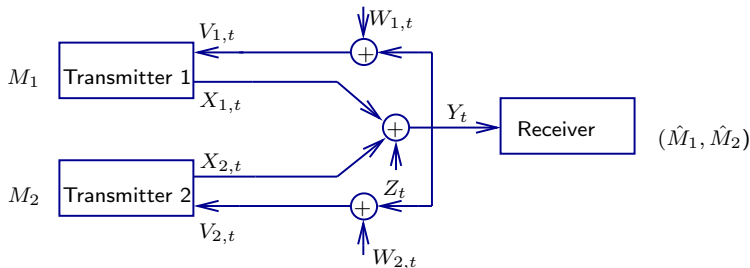 W_{1,t}
V_{1,t}
+
M_1
Transmitter 1
X_{1,t}
Y_t
+
Receiver
(\hat{M}_1, \hat{M}_2)
X_{2,t}
M_2
Transmitter 2
Z_t
+
V_{2,t}
W_{2,t}